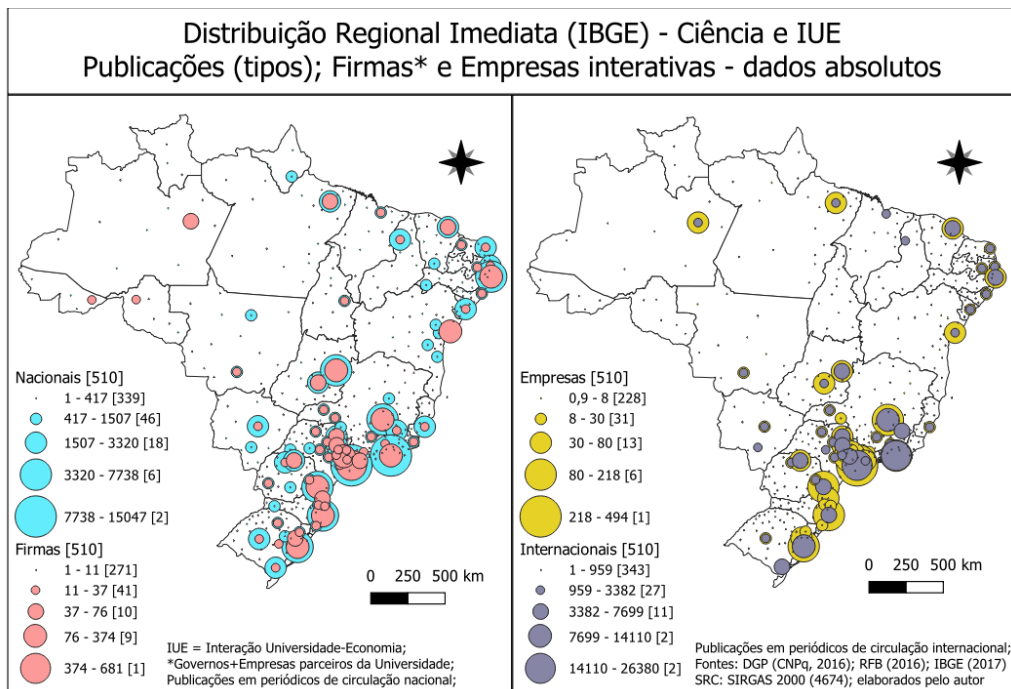 Distribuição Regional Imediata (IBGE) - Ciência e IUE
Publicações (tipos); Firmas* e Empresas interativas - dados absolutos
Nacionais [510]
1 - 417 [339]
417 - 1507 [46]
1507 - 3320 [18]
3320 - 7738 [6]
7738 - 15047 [2]
Firmas [510]
1 - 11 [271]
11 - 37 [41]
37 - 76 [10]
76 - 374 [9]
374 - 681 [1]
0 250 500 km
IUE = Interação Universidade-Economia;
*Governos+Empresas parceiros da Universidade;
Publicações em periódicos de circulação nacional;
Empresas [510]
0,9 - 8 [228]
8 - 30 [31]
30 - 80 [13]
80 - 218 [6]
218 - 494 [1]
Internacionais [510]
1 - 959 [343]
959 - 3382 [27]
3382 - 7699 [11]
7699 - 14110 [2]
14110 - 26380 [2]
0 250 500 km
Publicações em periódicos de circulação internacional;
Fontes: DGP (CNPq, 2016); RFB (2016); IBGE (2017)
SRC: SIRGAS 2000 (4674); elaborados pelo autor